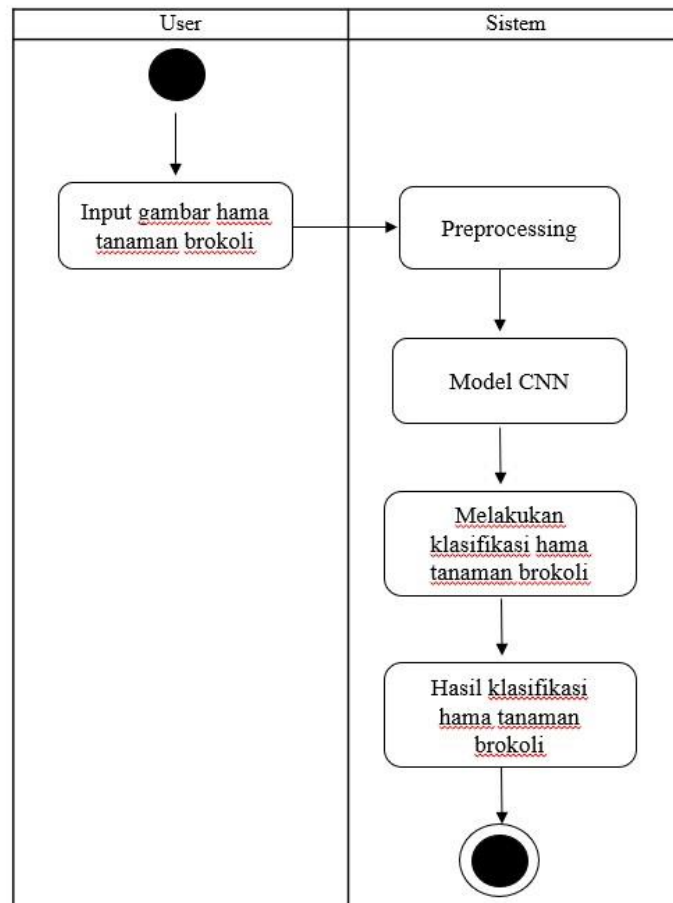 User
Sistem
Input gambar hama
tanaman brokoli
Preprocessing
Model CNN
Melakukan
klasifikasi hama
tanaman brokoli
Hasil klasifikasi
hama tanaman
brokoli